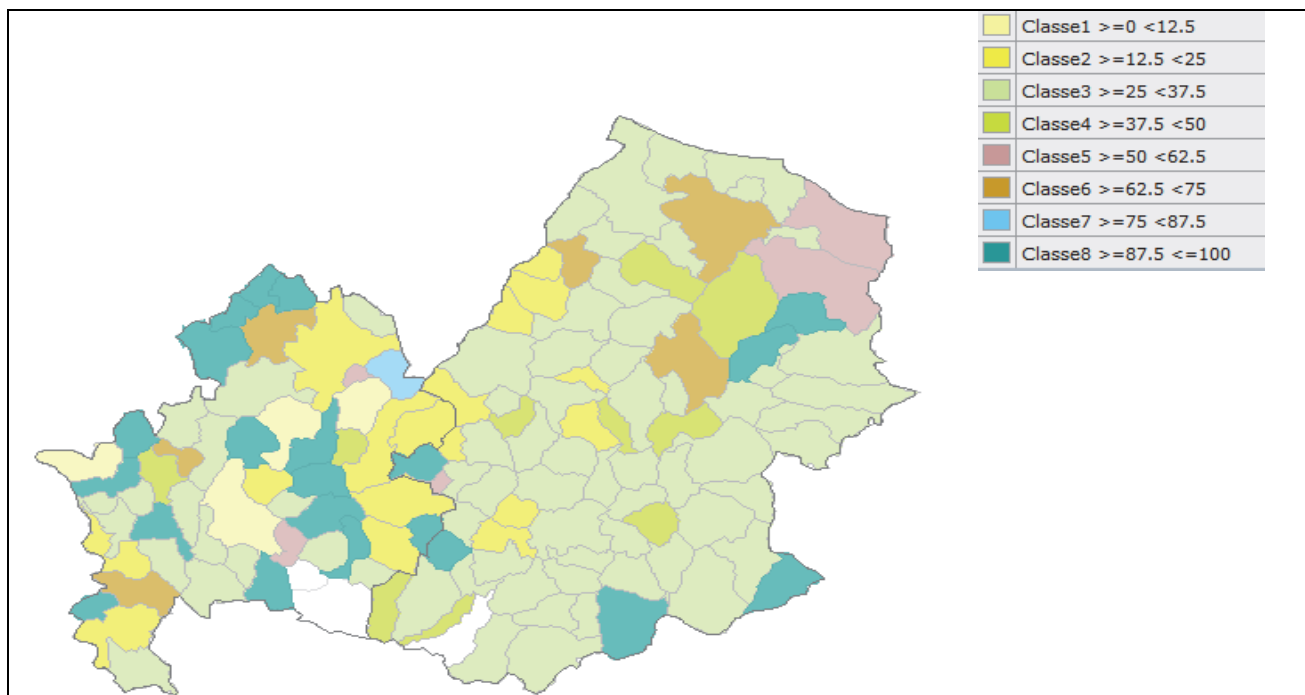 Classe1 >=0 <12.5
Classe2 >=12.5 <25
Classe3 >=25 <37.5
Classe4 >=37.5 <50
Classe5 >=50 <62.5
Classe6 >=62.5 <75
Classe7 >=75 <87.5
Classe8 >=87.5 <=100